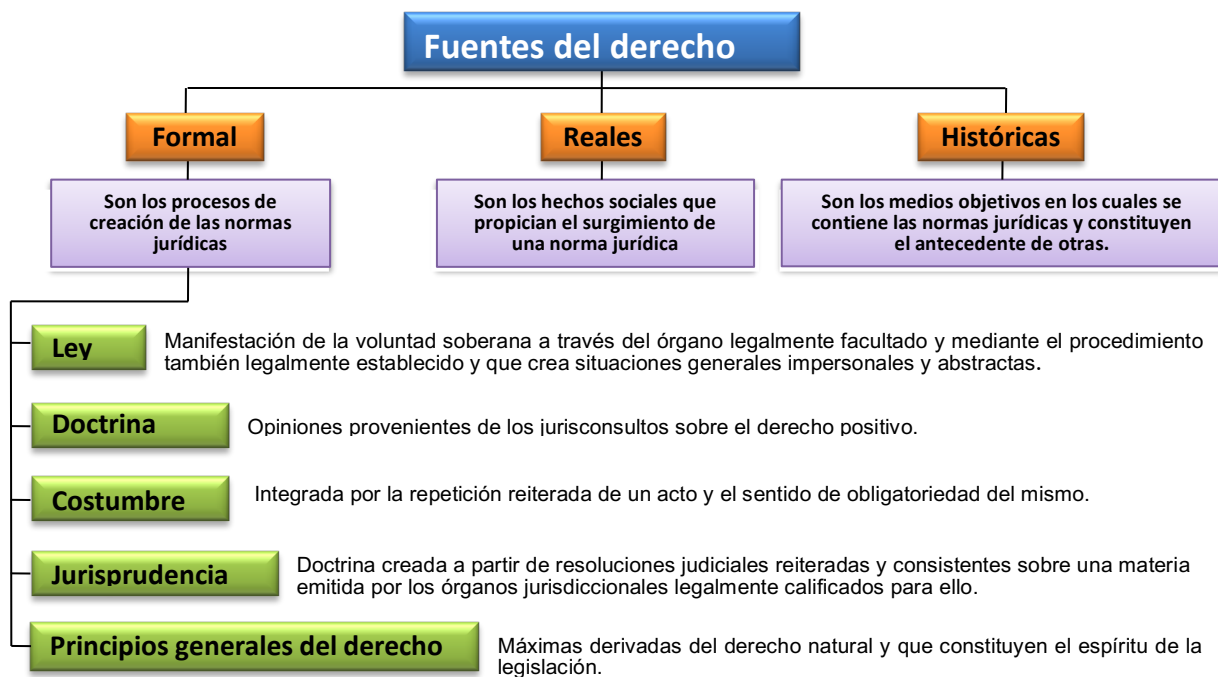 Fuentes del derecho
Formal
Son los procesos de
creación de las normas
jurídicas
Reales
Son los hechos sociales que
propician el surgimiento de
una norma jurídica
Históricas
Son los medios objetivos en los cuales se
contiene las normas jurídicas y constituyen
el antecedente de otras.
Ley
Manifestación de la voluntad soberana a través del órgano legalmente facultado y mediante el procedimiento
también legalmente establecido y que crea situaciones generales impersonales y abstractas.
Doctrina
Opiniones provenientes de los jurisconsultos sobre el derecho positivo.
Costumbre
Integrada por la repetición reiterada de un acto y el sentido de obligatoriedad del mismo.
Jurisprudencia
Doctrina creada a partir de resoluciones judiciales reiteradas y consistentes sobre una materia
emitida por los órganos jurisdiccionales legalmente calificados para ello.
Principios generales del derecho
Máximas derivadas del derecho natural y que constituyen el espíritu de la
legislación.